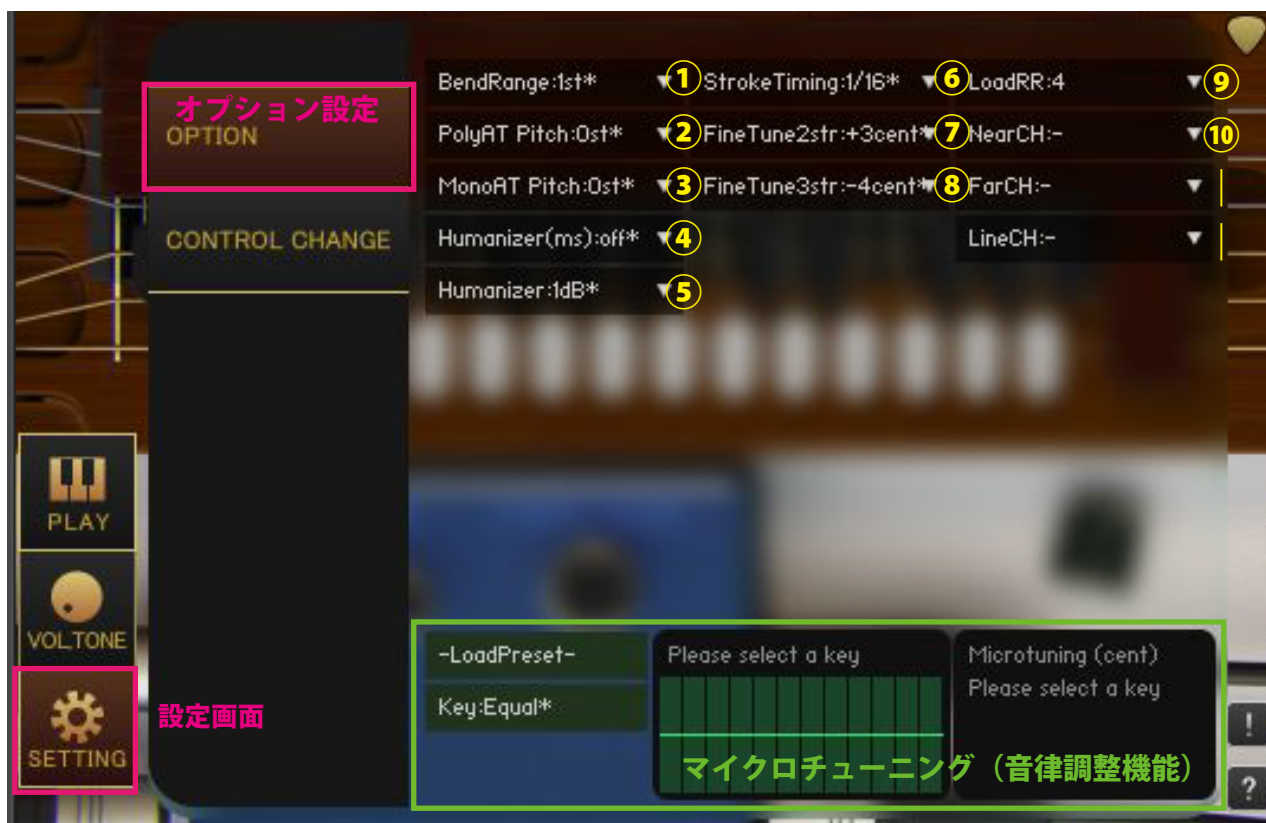 オプション設定
OPTION
CONTROL CHANGE
BendRange:1st* ▼①
PolyAT Pitch:0st* ▼②
MonoAT Pitch:0st* ▼③
Humanizer(ms):off* ▼④
Humanizer:1dB* ▼⑤
StrokeTiming:1/16* ▼⑥
FineTune2str:+3cent* ▼⑦
FineTune3str:-4cent* ▼⑧
LoadRR:4 ▼⑨
NearCH:- ▼⑩
FarCH:- ▼
LineCH:- ▼
PLAY
VOL,TONE
SETTING
設定画面
-LoadPreset-
Key:Equal*
Please select a key
Microtuning (cent)
Please select a key
マイクロチューニング（音律調整機能）
!
?